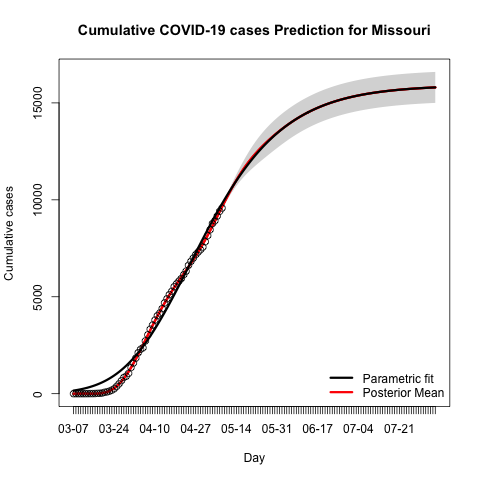 Cumulative COVID-19 cases Prediction for Missouri
Cumulative cases
15000
10000
5000
0
Parametric fit
Posterior Mean
03-07 03-24 04-10 04-27 05-14 05-31 06-17 07-04 07-21
Day